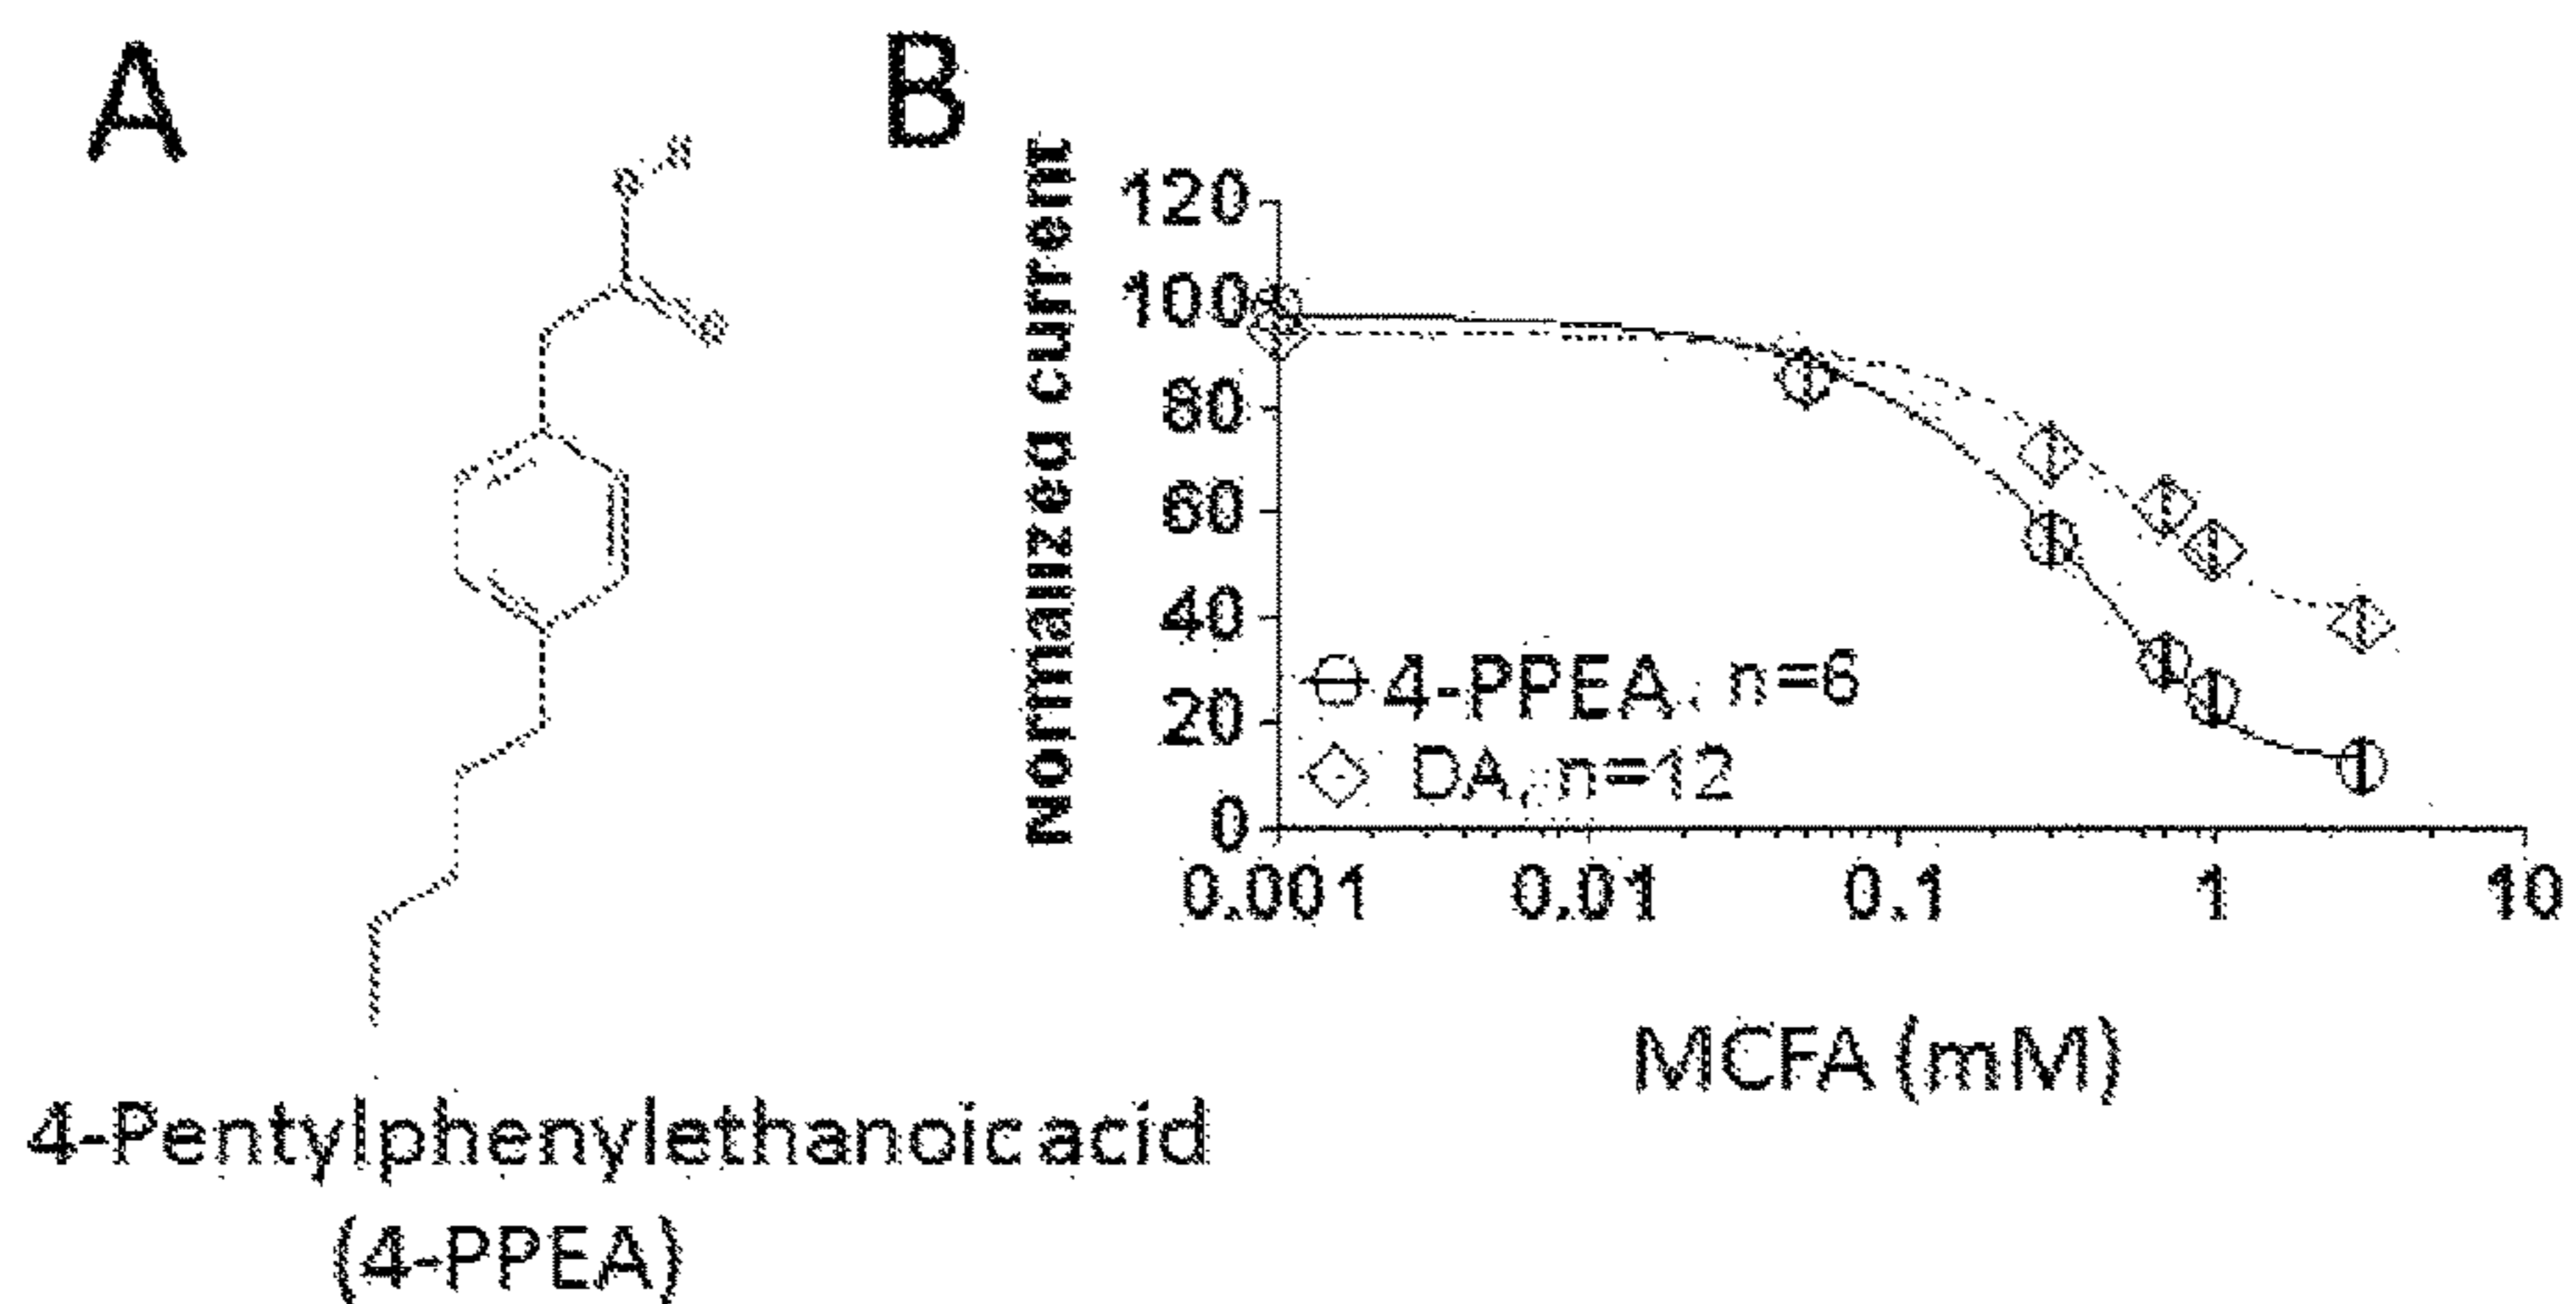 A
B
O
H
O
Normalized current
120
100
80
60
40
20
0
4-PPEA, n=6
DA, n=12
0.001 0.01 0.1 1 10
MCFA (mM)
4-Pentylphenylethanoic acid
(4-PPEA)